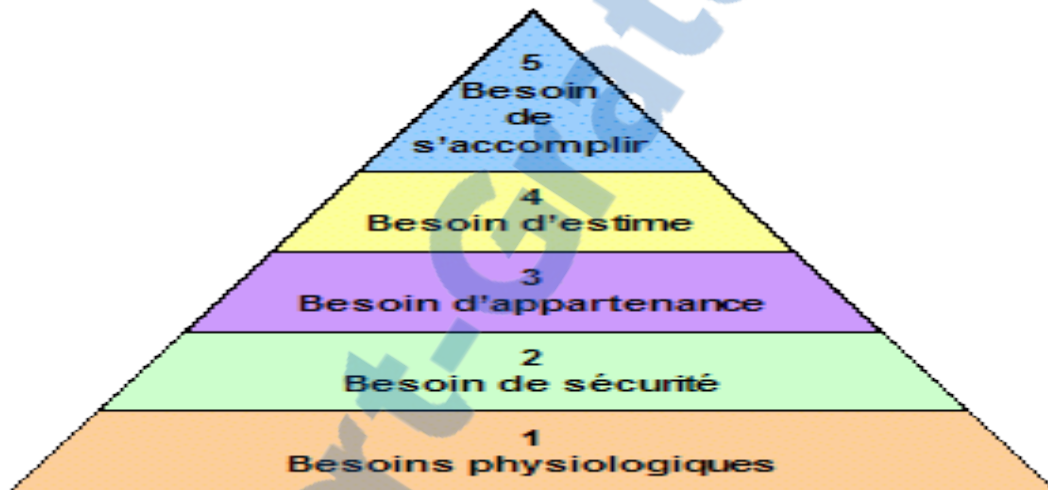 5
Besoin
de
s'accomplir
4
Besoin d'estime
3
Besoin d'appartenance
2
Besoin de sécurité
1
Besoins physiologiques